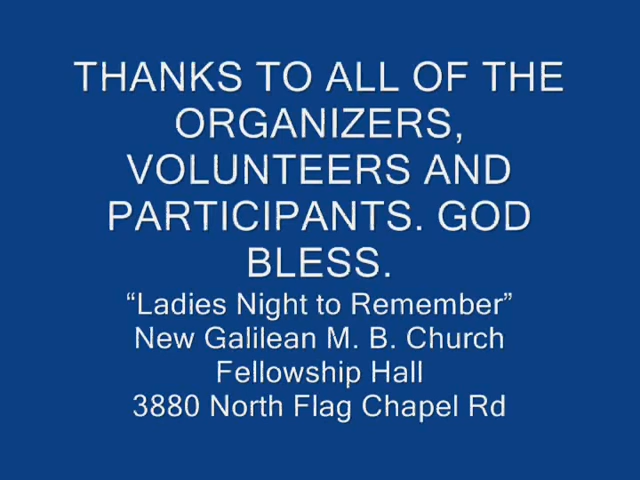 THANKS TO ALL OF THE
ORGANIZERS,
VOLUNTEERS AND
PARTICIPANTS. GOD
BLESS.
“Ladies Night to Remember”
New Galilean M. B. Church
Fellowship Hall
3880 North Flag Chapel Rd